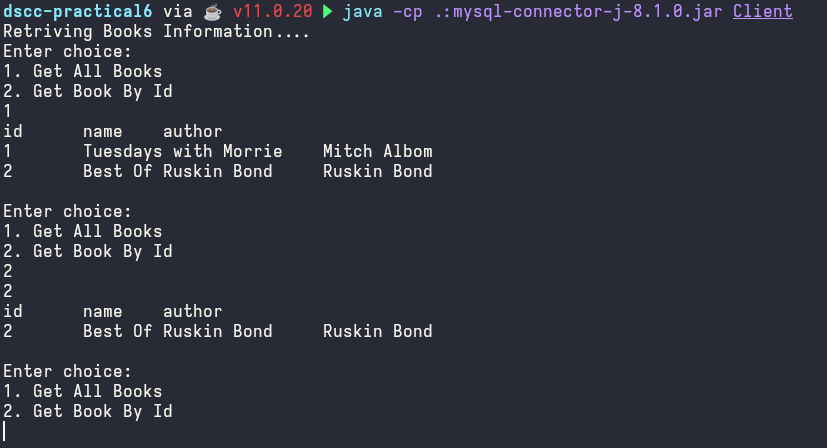 dscc-practical6 via ☕ v11.0.20 ▶ java -cp .:mysql-connector-j-8.1.0.jar Client
Retriving Books Information....
Enter choice:
1. Get All Books
2. Get Book By Id
1
id      name    author
1       Tuesdays with Morrie    Mitch Albom
2       Best Of Ruskin Bond     Ruskin Bond

Enter choice:
1. Get All Books
2. Get Book By Id
2
2
id      name    author
2       Best Of Ruskin Bond     Ruskin Bond

Enter choice:
1. Get All Books
2. Get Book By Id